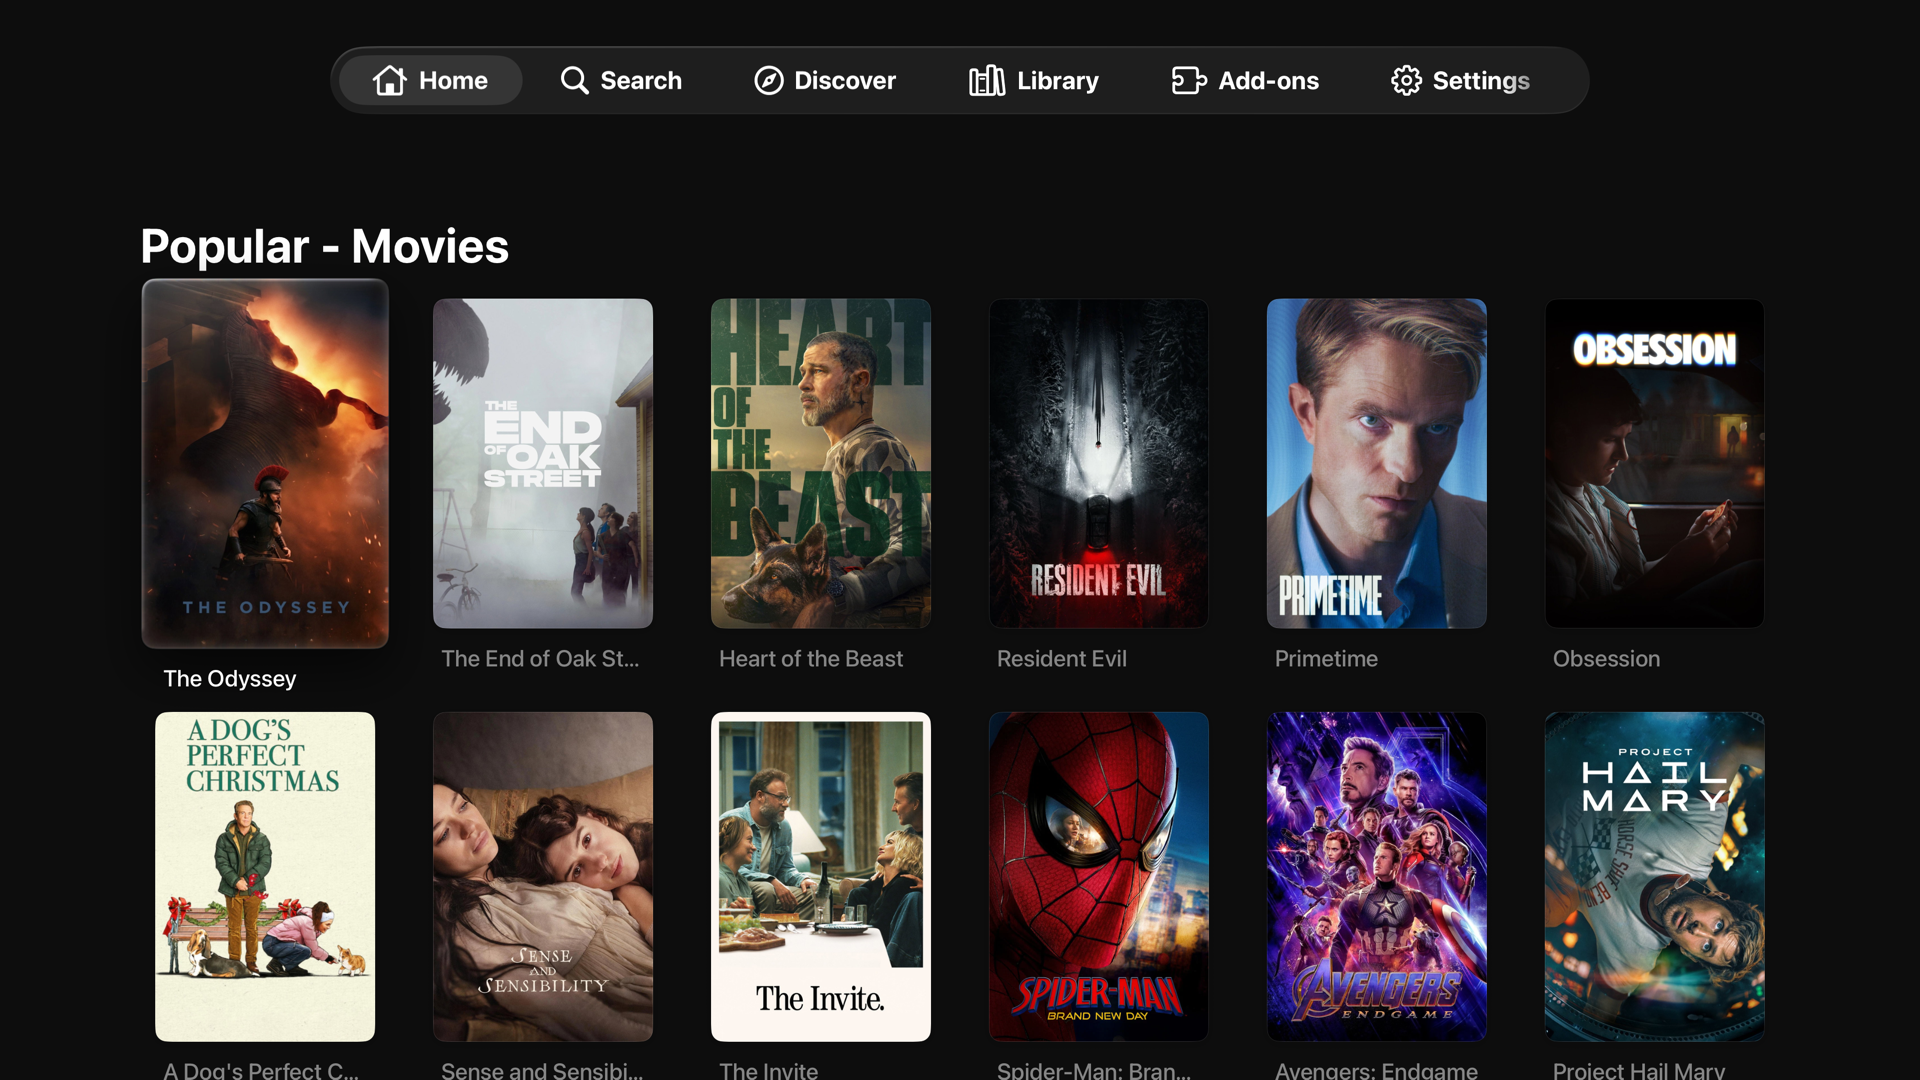 Home
Search
Discover
Library
Add-ons
Settings
Popular - Movies
THE ODYSSEY
THE
END
OF OAK
STREET
HEART
OF
THE
BEAST
RESIDENT EVIL
PRIMETIME
OBSESSION
The Odyssey
The End of Oak St...
Heart of the Beast
Resident Evil
Primetime
Obsession
A DOG'S
PERFECT
CHRISTMAS
SENSE
AND
SENSIBILITY
The Invite.
SPIDER-MAN
BRAND NEW DAY
AVENGERS
ENDGAME
PROJECT
HAIL
MARY
A Dog's Perfect C...
Sense and Sensibi...
The Invite
Spider-Man: Bran...
Avengers: Endgame
Project Hail Mary